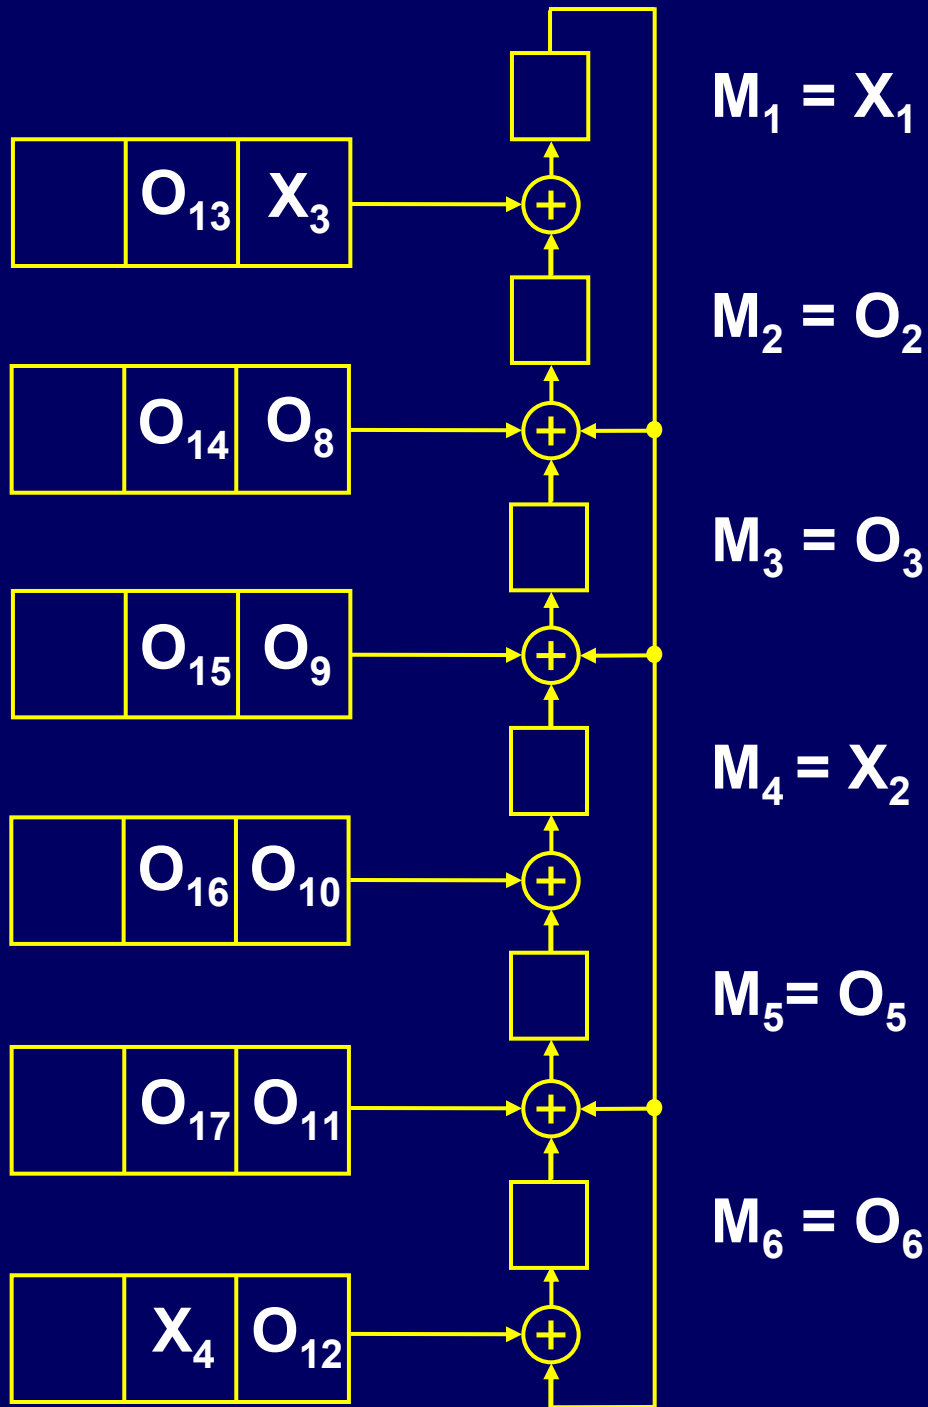 M₁ = X₁
O₁₃ X₃
M₂ = O₂
O₁₄ O₈
M₃ = O₃
O₁₅ O₉
M₄ = X₂
O₁₆ O₁₀
M₅= O₅
O₁₇ O₁₁
M₆ = O₆
X₄ O₁₂